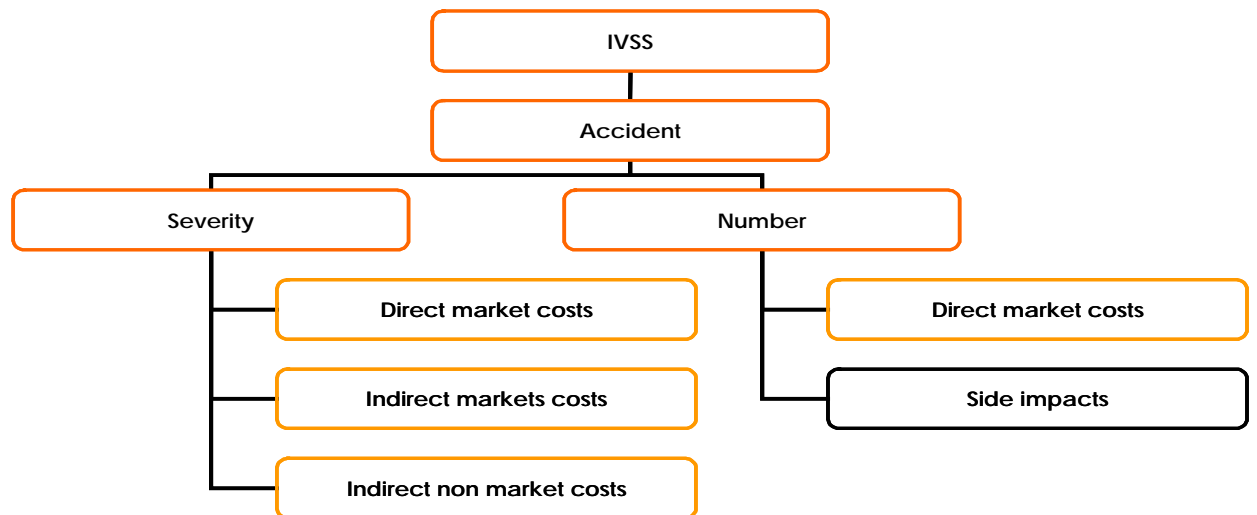 IVSS
Accident
Severity
Number
Direct market costs
Direct market costs
Indirect markets costs
Side impacts
Indirect non market costs